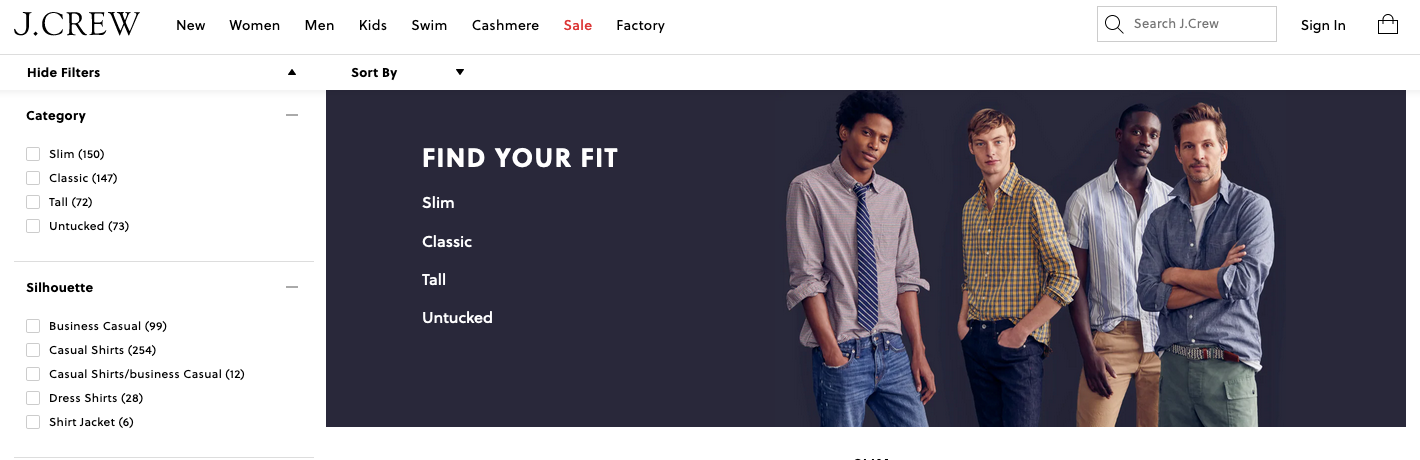 J.CREW New Women Men Kids Swim Cashmere Sale Factory Search J.Crew Sign In
Hide Filters Sort By
Category
Slim (150)
Classic (147)
Tall (72)
Untucked (73)
Silhouette
Business Casual (99)
Casual Shirts (254)
Casual Shirts/business Casual (12)
Dress Shirts (28)
Shirt Jacket (6)
FIND YOUR FIT
Slim
Classic
Tall
Untucked